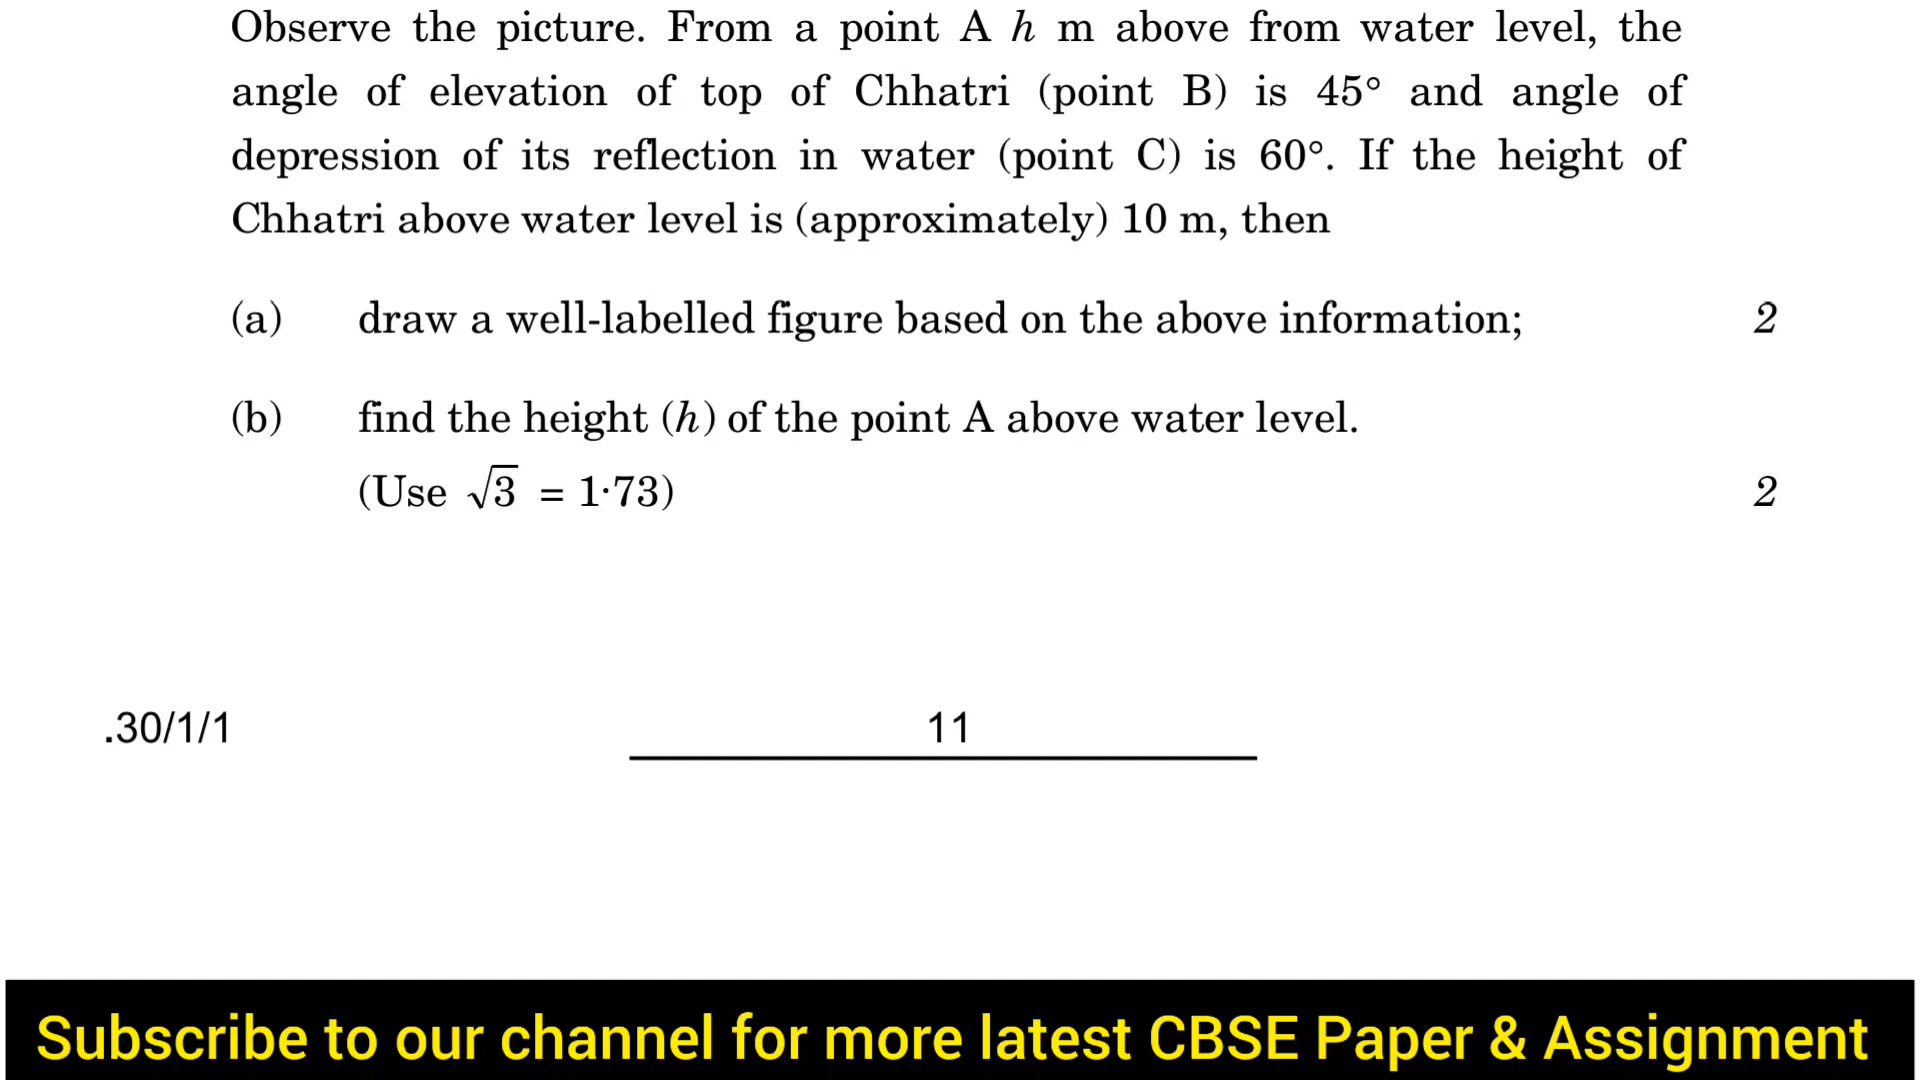 Observe the picture. From a point A h m above from water level, the
angle of elevation of top of Chhatri (point B) is 45° and angle of
depression of its reflection in water (point C) is 60°. If the height of
Chhatri above water level is (approximately) 10 m, then
(a) draw a well-labelled figure based on the above information; 2
(b) find the height (h) of the point A above water level.
(Use √3 = 1·73) 2
.30/1/1 11
Subscribe to our channel for more latest CBSE Paper & Assignment